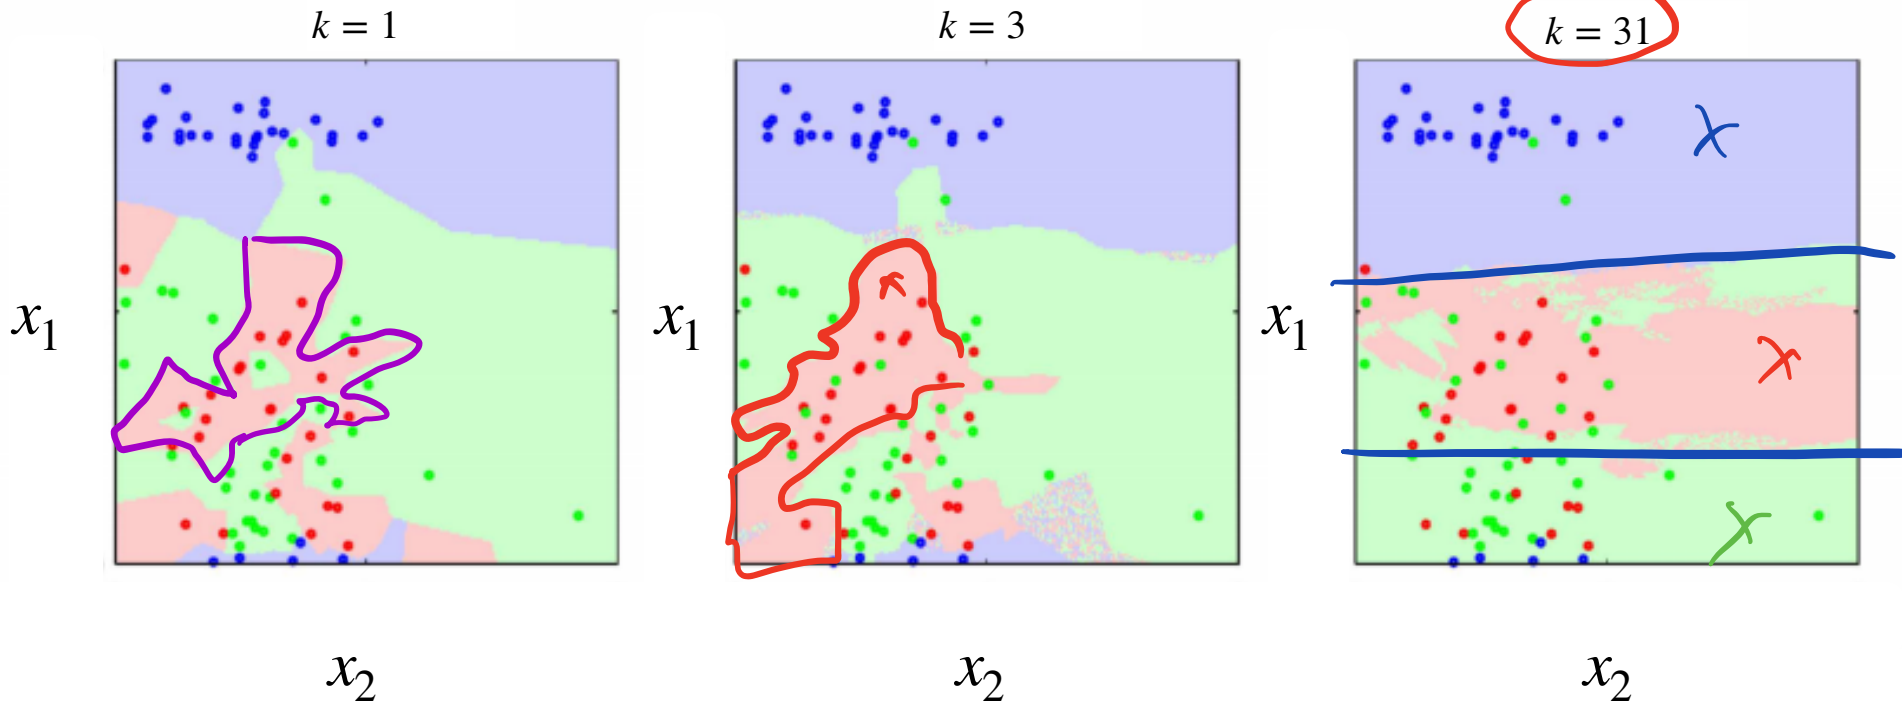 k = 1
k = 3
k = 31
x₁
x₁
x₁
x₂
x₂
x₂